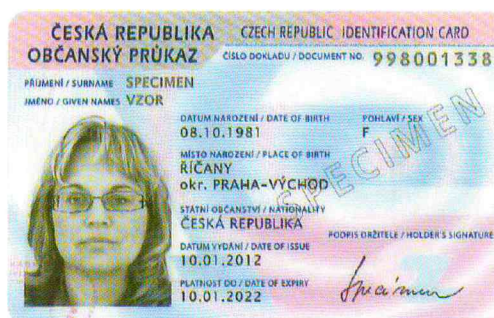 ČESKÁ REPUBLIKA
CZECH REPUBLIC IDENTIFICATION CARD
OBČANSKÝ PRŮKAZ
ČÍSLO DOKLADU / DOCUMENT NO. 998001338
PŘÍJMENÍ / SURNAME SPECIMEN
JMÉNO / GIVEN NAMES VZOR
DATUM NAROZENÍ / DATE OF BIRTH
POHLAVÍ / SEX
08.10.1981
F
MÍSTO NAROZENÍ / PLACE OF BIRTH
ŘÍČANY
okr. PRAHA-VÝCHOD
SPECIMEN
STÁTNÍ OBČANSTVÍ / NATIONALITY
ČESKÁ REPUBLIKA
PODPIS DRŽITELE / HOLDER'S SIGNATURE
DATUM VYDÁNÍ / DATE OF ISSUE
10.01.2012
PLATNOST DO / DATE OF EXPIRY
10.01.2022
Specimen